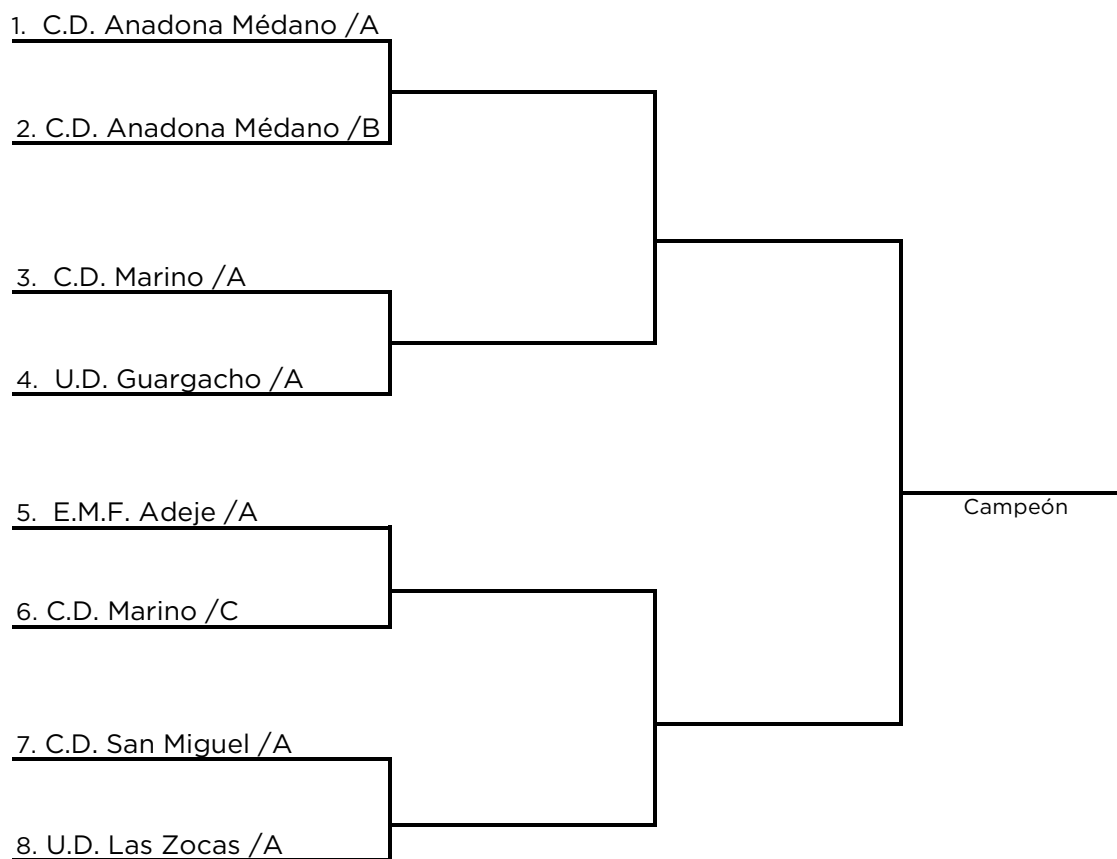 1. C.D. Anadona Médano /A
2. C.D. Anadona Médano /B
3. C.D. Marino /A
4. U.D. Guargacho /A
5. E.M.F. Adeje /A
Campeón
6. C.D. Marino /C
7. C.D. San Miguel /A
8. U.D. Las Zocas /A